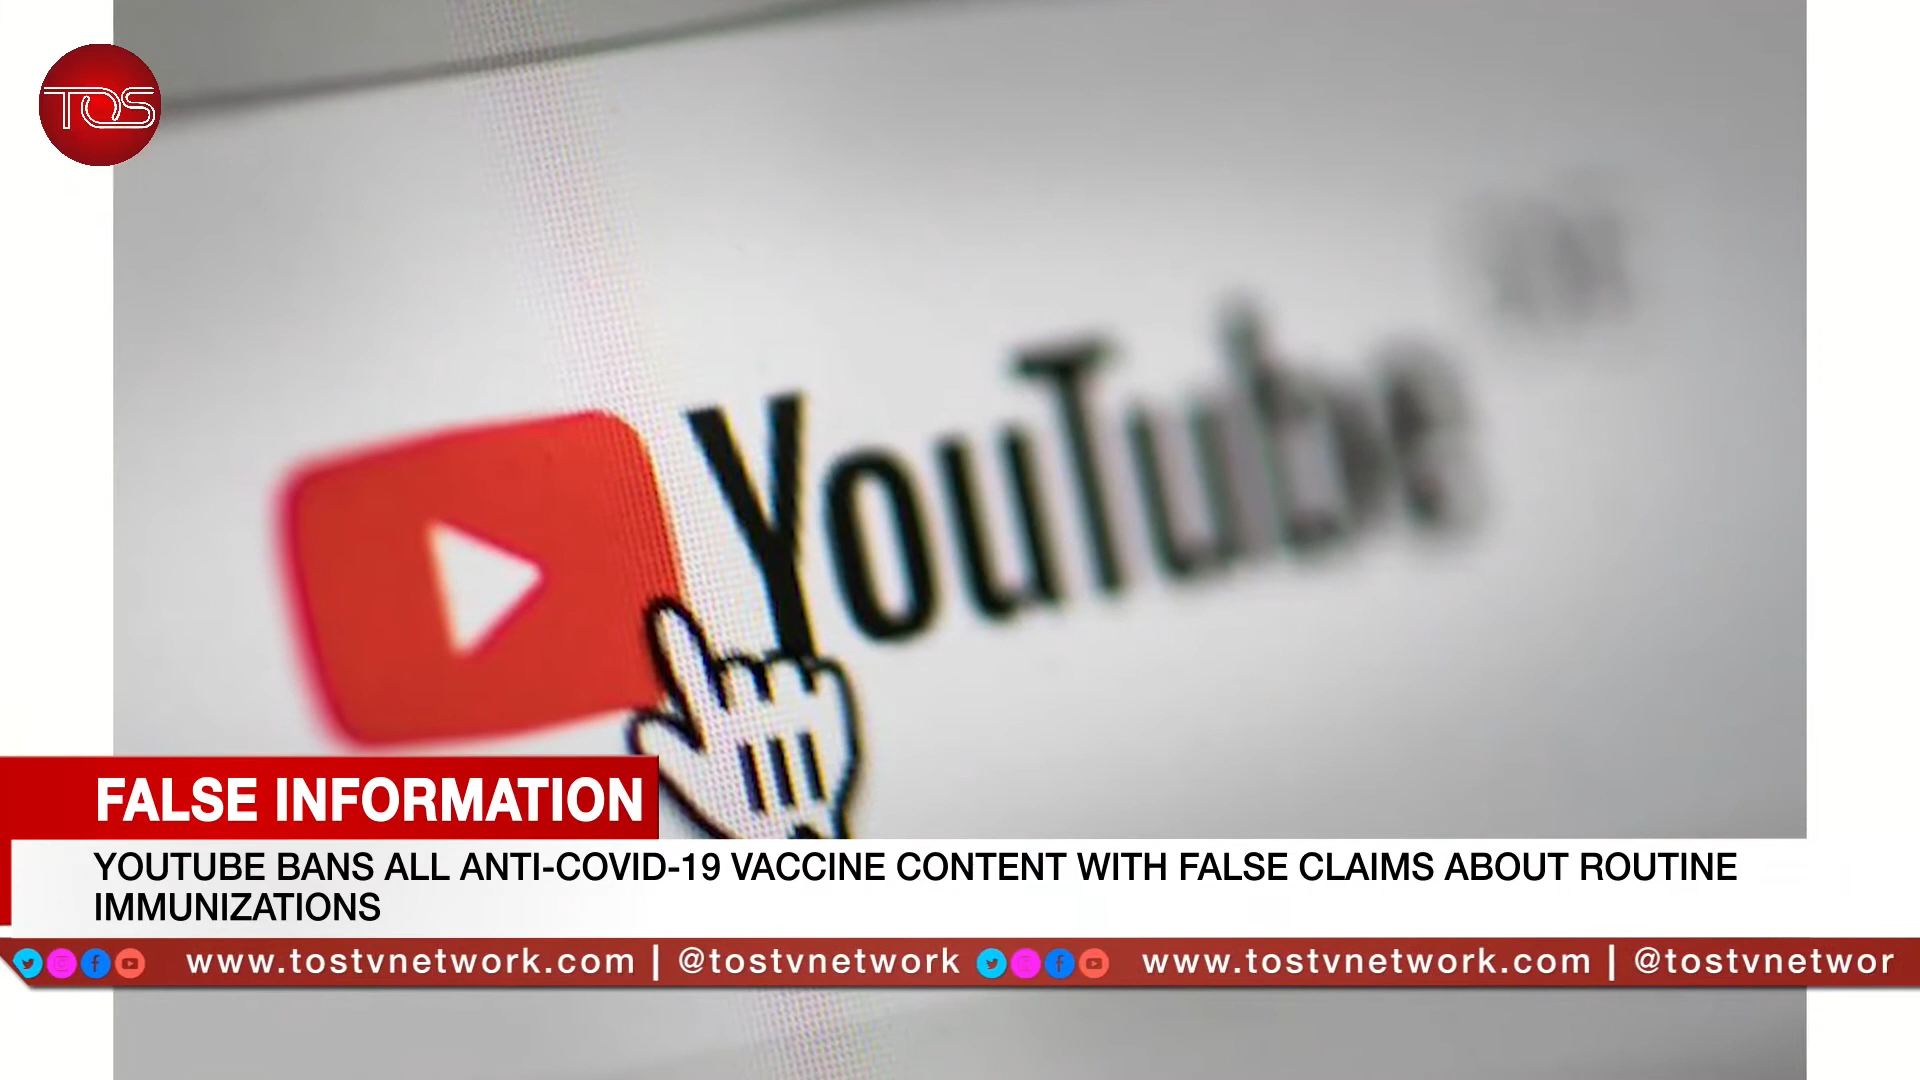 TOS
YouTube
FALSE INFORMATION
YOUTUBE BANS ALL ANTI-COVID-19 VACCINE CONTENT WITH FALSE CLAIMS ABOUT ROUTINE
IMMUNIZATIONS
www.tostvnetwork.com | @tostvnetwork www.tostvnetwork.com | @tostvnetwor